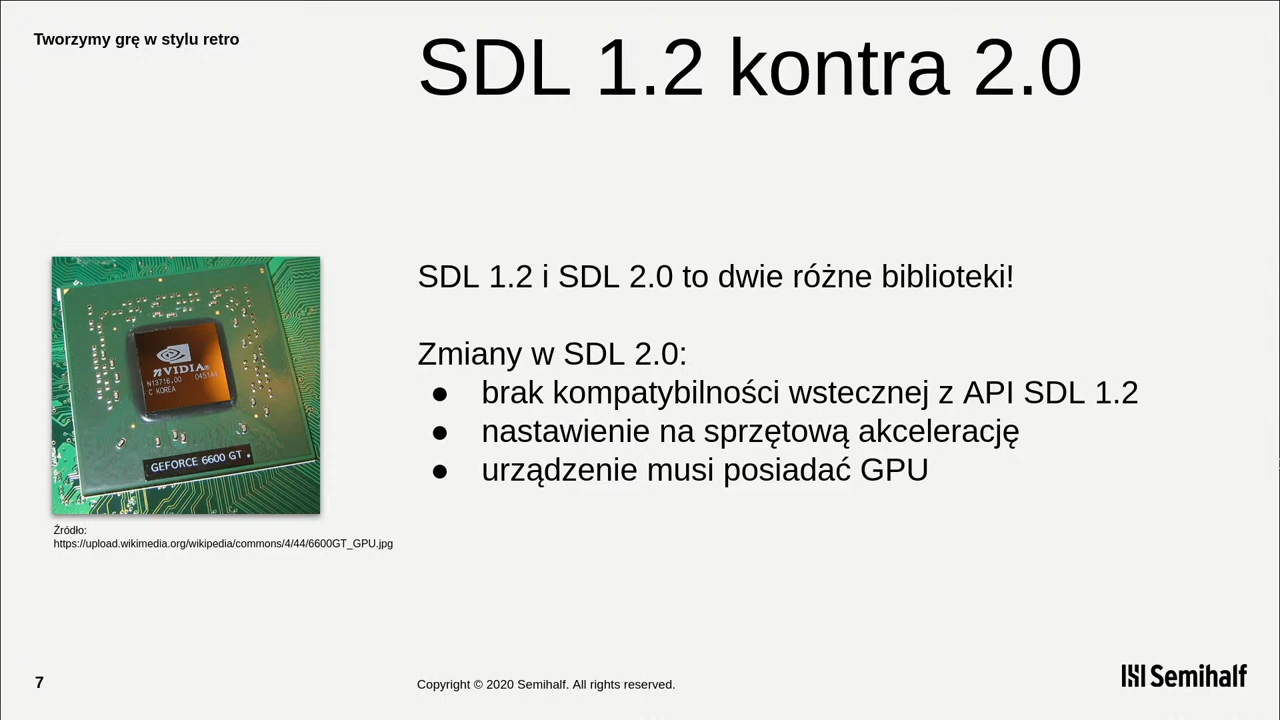 Tworzymy grę w stylu retro
SDL 1.2 kontra 2.0
SDL 1.2 i SDL 2.0 to dwie różne biblioteki!
Zmiany w SDL 2.0:
● brak kompatybilności wstecznej z API SDL 1.2
● nastawienie na sprzętową akcelerację
● urządzenie musi posiadać GPU
nVIDIA
N13716.00 0451A4
C KOREA
GEFORCE 6600 GT
Źródło:
https://upload.wikimedia.org/wikipedia/commons/4/44/6600GT_GPU.jpg
7
Copyright © 2020 Semihalf. All rights reserved.
Semihalf